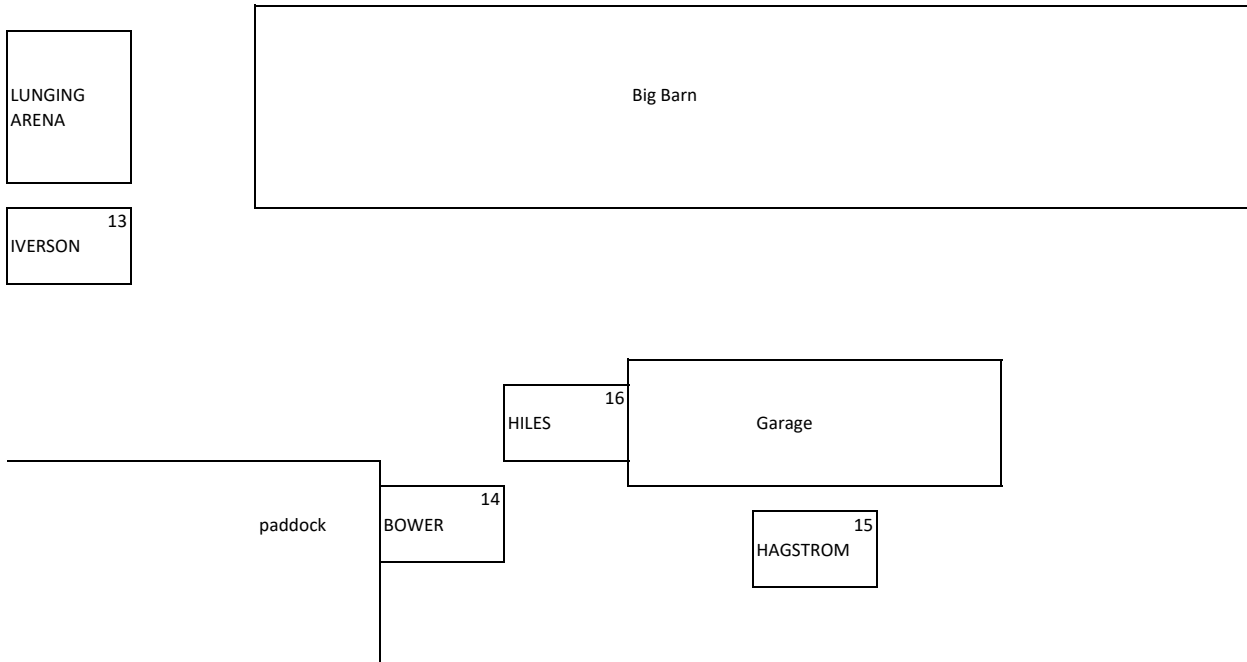 LUNGING
ARENA
Big Barn
13
IVERSON
16
HILES
Garage
14
paddock
BOWER
15
HAGSTROM